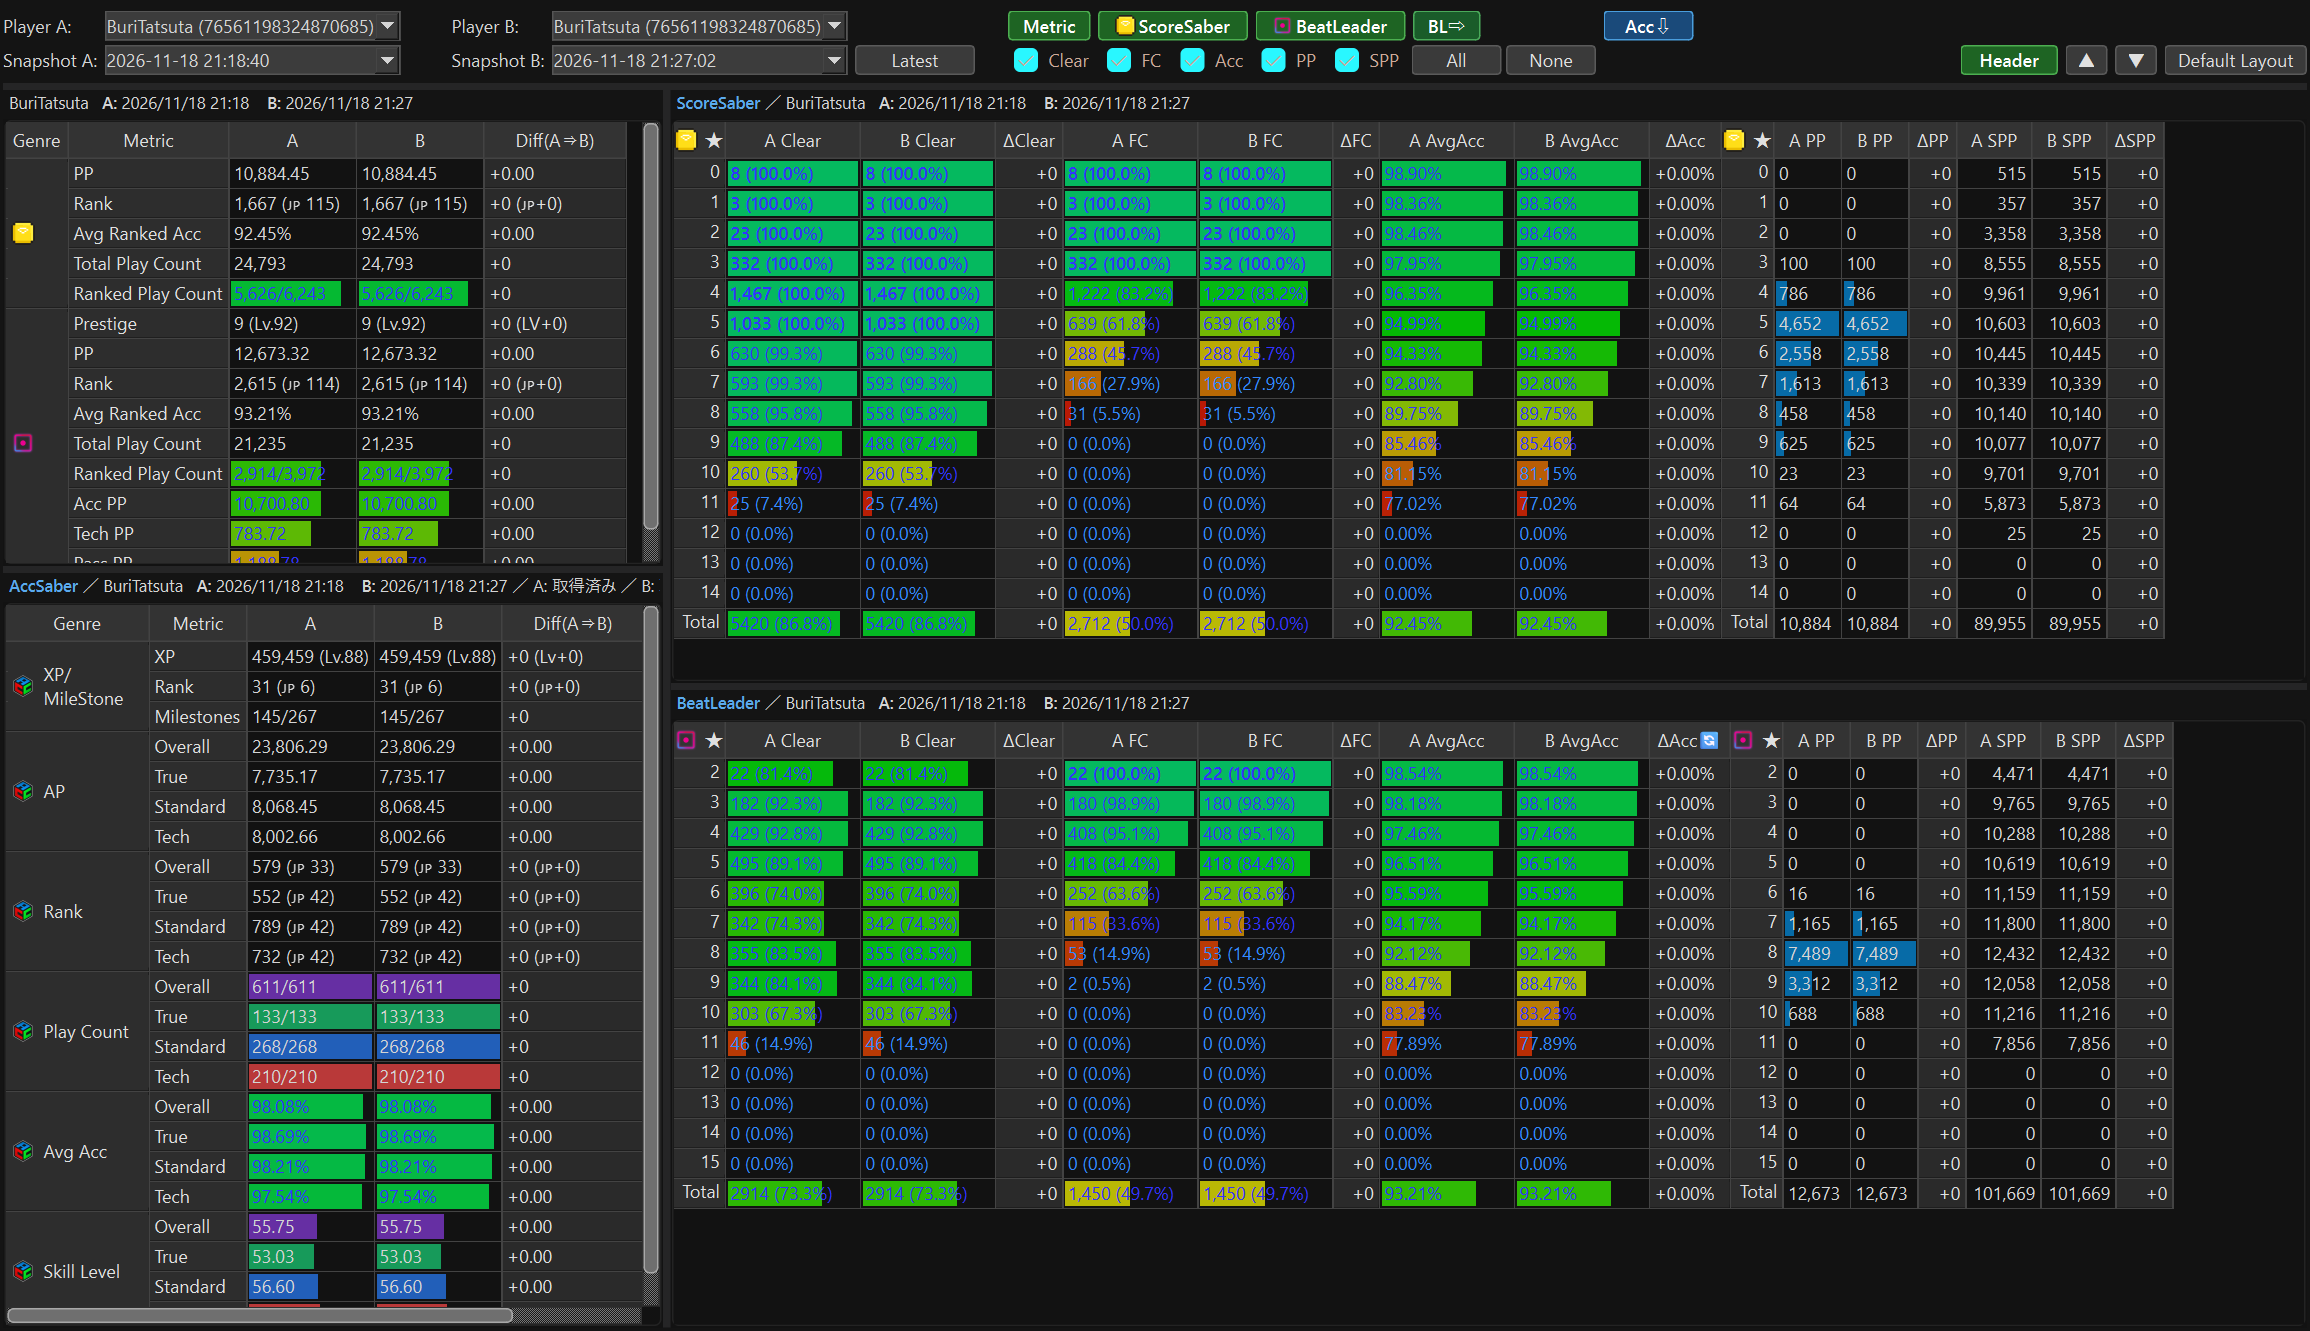 Player A: BuriTatsuta (76561198324870685) Player B: BuriTatsuta (76561198324870685) Metric ScoreSaber BeatLeader BL⇨ Acc⇩
Snapshot A: 2026-11-18 21:18:40 Snapshot B: 2026-11-18 21:27:02 Latest Clear FC Acc PP SPP All None Header ▲ ▼ Default Layout
BuriTatsuta A: 2026/11/18 21:18 B: 2026/11/18 21:27
Genre Metric A B Diff(A⇒B)
PP 10,884.45 10,884.45 +0.00
Rank 1,667 (JP 115) 1,667 (JP 115) +0 (JP+0)
Avg Ranked Acc 92.45% 92.45% +0.00
Total Play Count 24,793 24,793 +0
Ranked Play Count 5,626/6,243 5,626/6,243 +0
Prestige 9 (Lv.92) 9 (Lv.92) +0 (LV+0)
PP 12,673.32 12,673.32 +0.00
Rank 2,615 (JP 114) 2,615 (JP 114) +0 (JP+0)
Avg Ranked Acc 93.21% 93.21% +0.00
Total Play Count 21,235 21,235 +0
Ranked Play Count 2,914/3,972 2,914/3,972 +0
Acc PP 10,700.80 10,700.80 +0.00
Tech PP 783.72 783.72 +0.00
Pass PP 1,188.78 1,188.78 +0.00
AccSaber ／ BuriTatsuta A: 2026/11/18 21:18 B: 2026/11/18 21:27 ／ A: 取得済み ／ B:
Genre Metric A B Diff(A⇒B)
XP/ MileStone
XP 459,459 (Lv.88) 459,459 (Lv.88) +0 (Lv+0)
Rank 31 (JP 6) 31 (JP 6) +0 (JP+0)
Milestones 145/267 145/267 +0
AP
Overall 23,806.29 23,806.29 +0.00
True 7,735.17 7,735.17 +0.00
Standard 8,068.45 8,068.45 +0.00
Tech 8,002.66 8,002.66 +0.00
Rank
Overall 579 (JP 33) 579 (JP 33) +0 (JP+0)
True 552 (JP 42) 552 (JP 42) +0 (JP+0)
Standard 789 (JP 42) 789 (JP 42) +0 (JP+0)
Tech 732 (JP 42) 732 (JP 42) +0 (JP+0)
Play Count
Overall 611/611 611/611 +0
True 133/133 133/133 +0
Standard 268/268 268/268 +0
Tech 210/210 210/210 +0
Avg Acc
Overall 98.08% 98.08% +0.00
True 98.69% 98.69% +0.00
Standard 98.21% 98.21% +0.00
Tech 97.54% 97.54% +0.00
Skill Level
Overall 55.75 55.75 +0.00
True 53.03 53.03 +0.00
Standard 56.60 56.60 +0.00
ScoreSaber ／ BuriTatsuta A: 2026/11/18 21:18 B: 2026/11/18 21:27
★ A Clear B Clear ΔClear A FC B FC ΔFC A AvgAcc B AvgAcc ΔAcc ★ A PP B PP ΔPP A SPP B SPP ΔSPP
0 8 (100.0%) 8 (100.0%) +0 8 (100.0%) 8 (100.0%) +0 98.90% 98.90% +0.00% 0 0 0 +0 515 515 +0
1 3 (100.0%) 3 (100.0%) +0 3 (100.0%) 3 (100.0%) +0 98.36% 98.36% +0.00% 1 0 0 +0 357 357 +0
2 23 (100.0%) 23 (100.0%) +0 23 (100.0%) 23 (100.0%) +0 98.46% 98.46% +0.00% 2 0 0 +0 3,358 3,358 +0
3 332 (100.0%) 332 (100.0%) +0 332 (100.0%) 332 (100.0%) +0 97.95% 97.95% +0.00% 3 100 100 +0 8,555 8,555 +0
4 1,467 (100.0%) 1,467 (100.0%) +0 1,222 (83.2%) 1,222 (83.2%) +0 96.35% 96.35% +0.00% 4 786 786 +0 9,961 9,961 +0
5 1,033 (100.0%) 1,033 (100.0%) +0 639 (61.8%) 639 (61.8%) +0 94.99% 94.99% +0.00% 5 4,652 4,652 +0 10,603 10,603 +0
6 630 (99.3%) 630 (99.3%) +0 288 (45.7%) 288 (45.7%) +0 94.33% 94.33% +0.00% 6 2,558 2,558 +0 10,445 10,445 +0
7 593 (99.3%) 593 (99.3%) +0 166 (27.9%) 166 (27.9%) +0 92.80% 92.80% +0.00% 7 1,613 1,613 +0 10,339 10,339 +0
8 558 (95.8%) 558 (95.8%) +0 31 (5.5%) 31 (5.5%) +0 89.75% 89.75% +0.00% 8 458 458 +0 10,140 10,140 +0
9 488 (87.4%) 488 (87.4%) +0 0 (0.0%) 0 (0.0%) +0 85.46% 85.46% +0.00% 9 625 625 +0 10,077 10,077 +0
10 260 (53.7%) 260 (53.7%) +0 0 (0.0%) 0 (0.0%) +0 81.15% 81.15% +0.00% 10 23 23 +0 9,701 9,701 +0
11 25 (7.4%) 25 (7.4%) +0 0 (0.0%) 0 (0.0%) +0 77.02% 77.02% +0.00% 11 64 64 +0 5,873 5,873 +0
12 0 (0.0%) 0 (0.0%) +0 0 (0.0%) 0 (0.0%) +0 0.00% 0.00% +0.00% 12 0 0 +0 25 25 +0
13 0 (0.0%) 0 (0.0%) +0 0 (0.0%) 0 (0.0%) +0 0.00% 0.00% +0.00% 13 0 0 +0 0 0 +0
14 0 (0.0%) 0 (0.0%) +0 0 (0.0%) 0 (0.0%) +0 0.00% 0.00% +0.00% 14 0 0 +0 0 0 +0
Total 5420 (86.8%) 5420 (86.8%) +0 2,712 (50.0%) 2,712 (50.0%) +0 92.45% 92.45% +0.00% Total 10,884 10,884 +0 89,955 89,955 +0
BeatLeader ／ BuriTatsuta A: 2026/11/18 21:18 B: 2026/11/18 21:27
★ A Clear B Clear ΔClear A FC B FC ΔFC A AvgAcc B AvgAcc ΔAcc ★ A PP B PP ΔPP A SPP B SPP ΔSPP
2 22 (81.4%) 22 (81.4%) +0 22 (100.0%) 22 (100.0%) +0 98.54% 98.54% +0.00% 2 0 0 +0 4,471 4,471 +0
3 182 (92.3%) 182 (92.3%) +0 180 (98.9%) 180 (98.9%) +0 98.18% 98.18% +0.00% 3 0 0 +0 9,765 9,765 +0
4 429 (92.8%) 429 (92.8%) +0 408 (95.1%) 408 (95.1%) +0 97.46% 97.46% +0.00% 4 0 0 +0 10,288 10,288 +0
5 495 (89.1%) 495 (89.1%) +0 418 (84.4%) 418 (84.4%) +0 96.51% 96.51% +0.00% 5 0 0 +0 10,619 10,619 +0
6 396 (74.0%) 396 (74.0%) +0 252 (63.6%) 252 (63.6%) +0 95.59% 95.59% +0.00% 6 16 16 +0 11,159 11,159 +0
7 342 (74.3%) 342 (74.3%) +0 115 (33.6%) 115 (33.6%) +0 94.17% 94.17% +0.00% 7 1,165 1,165 +0 11,800 11,800 +0
8 355 (83.5%) 355 (83.5%) +0 53 (14.9%) 53 (14.9%) +0 92.12% 92.12% +0.00% 8 7,489 7,489 +0 12,432 12,432 +0
9 344 (84.1%) 344 (84.1%) +0 2 (0.5%) 2 (0.5%) +0 88.47% 88.47% +0.00% 9 3,312 3,312 +0 12,058 12,058 +0
10 303 (67.3%) 303 (67.3%) +0 0 (0.0%) 0 (0.0%) +0 83.23% 83.23% +0.00% 10 688 688 +0 11,216 11,216 +0
11 46 (14.9%) 46 (14.9%) +0 0 (0.0%) 0 (0.0%) +0 77.89% 77.89% +0.00% 11 0 0 +0 7,856 7,856 +0
12 0 (0.0%) 0 (0.0%) +0 0 (0.0%) 0 (0.0%) +0 0.00% 0.00% +0.00% 12 0 0 +0 0 0 +0
13 0 (0.0%) 0 (0.0%) +0 0 (0.0%) 0 (0.0%) +0 0.00% 0.00% +0.00% 13 0 0 +0 0 0 +0
14 0 (0.0%) 0 (0.0%) +0 0 (0.0%) 0 (0.0%) +0 0.00% 0.00% +0.00% 14 0 0 +0 0 0 +0
15 0 (0.0%) 0 (0.0%) +0 0 (0.0%) 0 (0.0%) +0 0.00% 0.00% +0.00% 15 0 0 +0 0 0 +0
Total 2914 (73.3%) 2914 (73.3%) +0 1,450 (49.7%) 1,450 (49.7%) +0 93.21% 93.21% +0.00% Total 12,673 12,673 +0 101,669 101,669 +0